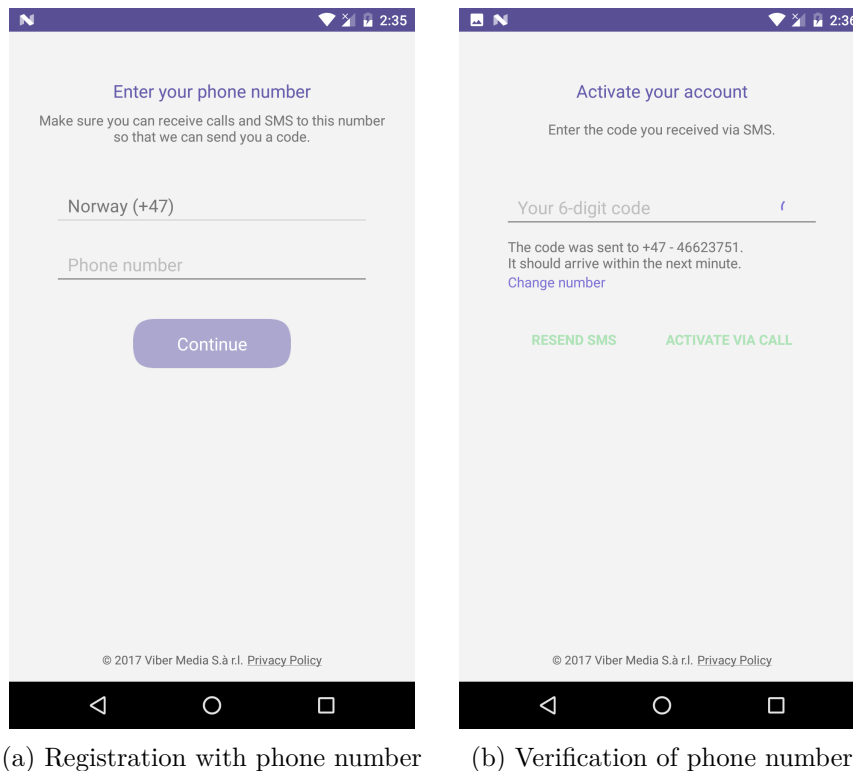 2:35
Enter your phone number
Make sure you can receive calls and SMS to this number
so that we can send you a code.
Norway (+47)
Phone number
Continue
© 2017 Viber Media S.à r.l. Privacy Policy
(a) Registration with phone number
2:36
Activate your account
Enter the code you received via SMS.
Your 6-digit code
The code was sent to +47 - 46623751.
It should arrive within the next minute.
Change number
RESEND SMS ACTIVATE VIA CALL
© 2017 Viber Media S.à r.l. Privacy Policy
(b) Verification of phone number